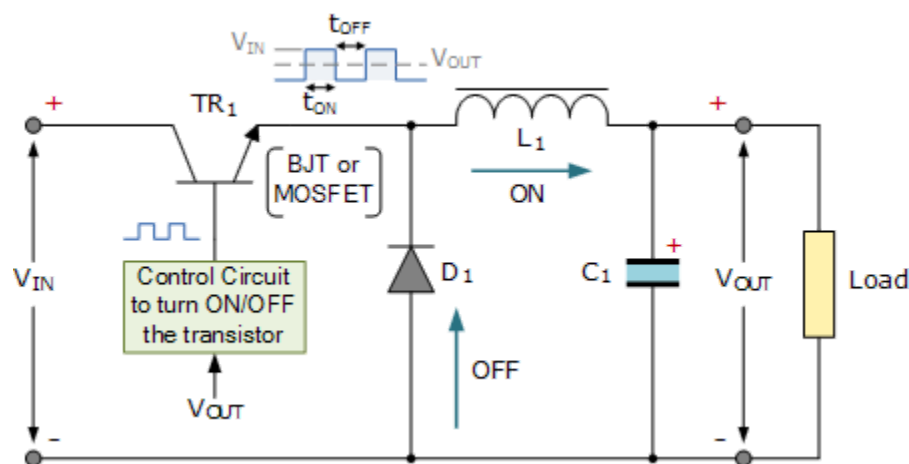 tOFF
VIN
VOUT
tON
+
TR1
+
L1
BJT or
MOSFET
ON
+
VIN
Control Circuit
to turn ON/OFF
the transistor
D1
C1
VOUT
Load
OFF
VOUT
-
-